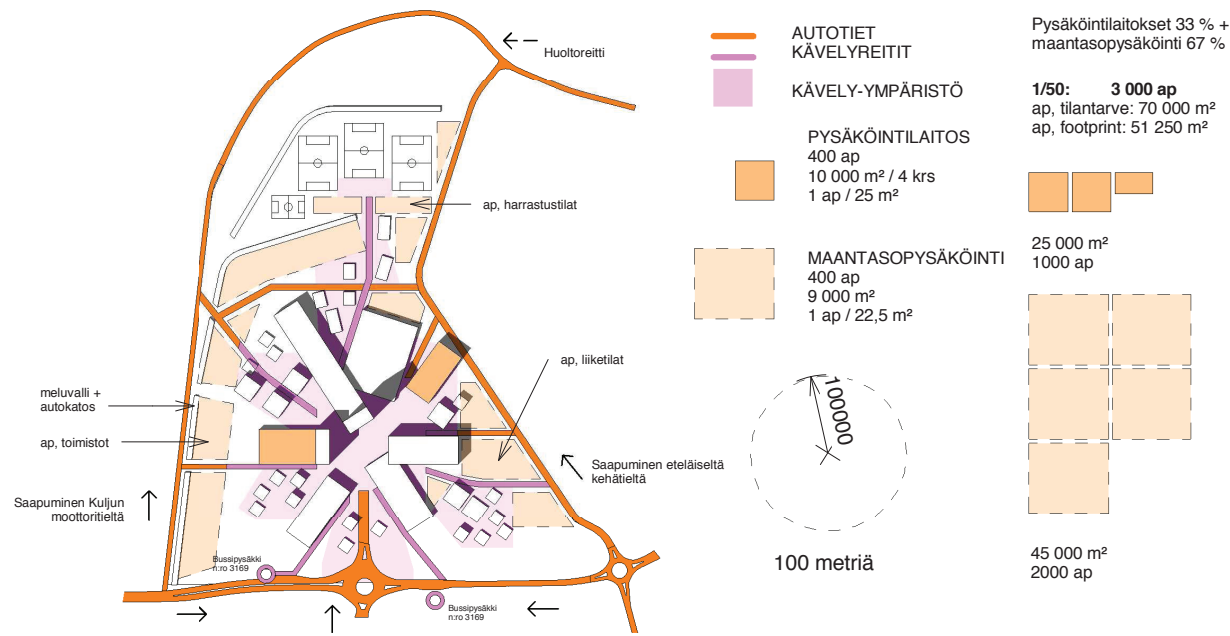 Huoltoreitti
ap, harrastustilat
meluvalli +
autokatos
ap, toimistot
ap, liiketilat
Saapuminen eteläiseltä
kehätieltä
Saapuminen Kuljun
moottoritieltä
Bussipysäkki
n:ro 3169
Bussipysäkki
n:ro 3169
AUTOTIET
KÄVELYREITIT
KÄVELY-YMPÄRISTÖ
PYSÄKÖINTILAITOS
400 ap
10 000 m² / 4 krs
1 ap / 25 m²
MAANTASOPYSÄKÖINTI
400 ap
9 000 m²
1 ap / 22,5 m²
100000
100 metriä
Pysäköintilaitokset 33 % +
maantasopysäköinti 67 %
1/50: 3 000 ap
ap, tilantarve: 70 000 m²
ap, footprint: 51 250 m²
25 000 m²
1000 ap
45 000 m²
2000 ap